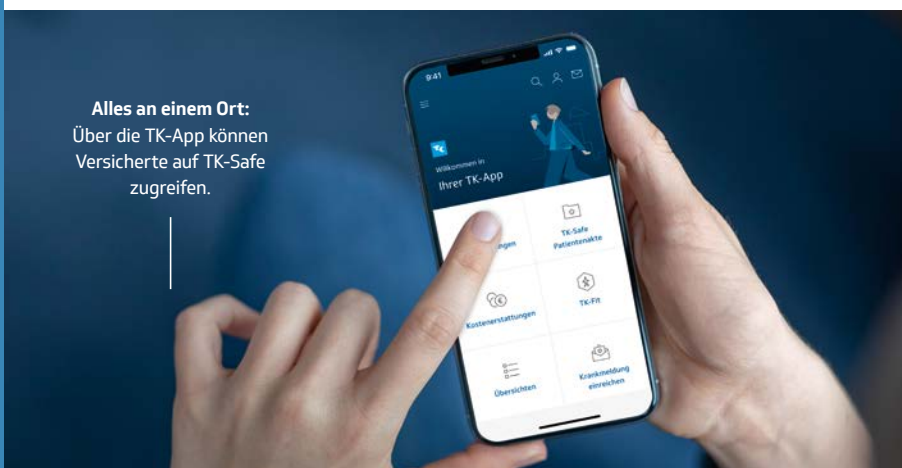 Alles an einem Ort:
Über die TK-App können
Versicherte auf TK-Safe
zugreifen.
9:41
TK
Willkommen in
Ihrer TK-App
TK-Safe
Patientenakte
Kostenerstattungen
TK-Fit
Übersichten
Krankmeldung
einreichen